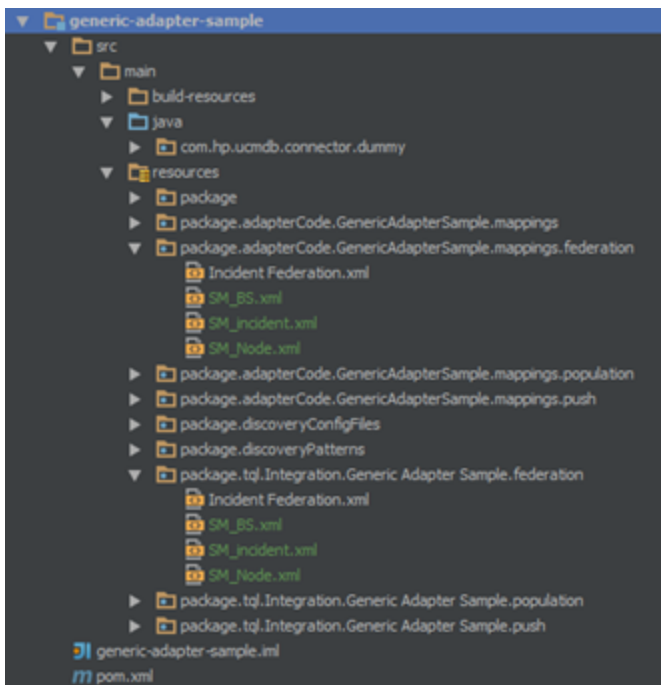 generic-adapter-sample
src
main
build-resources
java
com.hp.ucmdb.connector.dummy
resources
package
package.adapterCode.GenericAdapterSample.mappings
package.adapterCode.GenericAdapterSample.mappings.federation
Incident Federation.xml
SM_BS.xml
SM_incident.xml
SM_Node.xml
package.adapterCode.GenericAdapterSample.mappings.population
package.adapterCode.GenericAdapterSample.mappings.push
package.discoveryConfigFiles
package.discoveryPatterns
package.tql.Integration.Generic Adapter Sample.federation
Incident Federation.xml
SM_BS.xml
SM_incident.xml
SM_Node.xml
package.tql.Integration.Generic Adapter Sample.population
package.tql.Integration.Generic Adapter Sample.push
generic-adapter-sample.iml
pom.xml